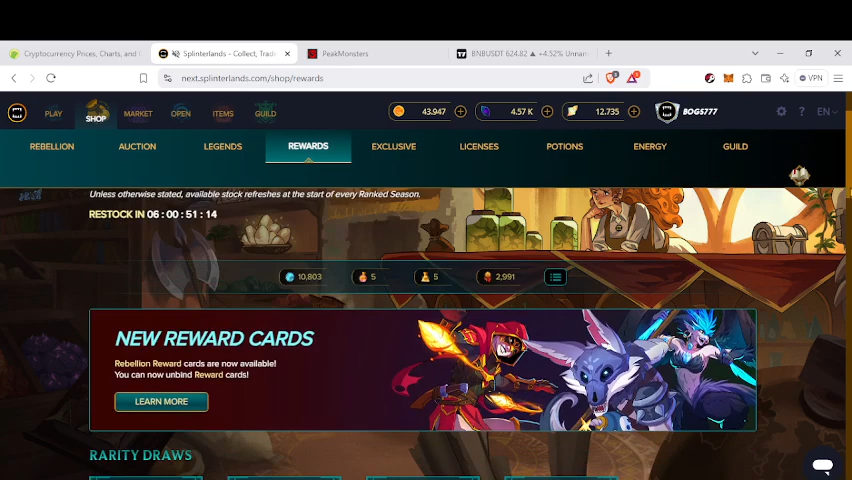 Cryptocurrency Prices, Charts, and
Splinterlands - Collect, Trade
PeakMonsters
BNBUSDT 624.82 ▲ +4.52% Unnam
next.splinterlands.com/shop/rewards
VPN
PLAY
SHOP
MARKET
OPEN
ITEMS
GUILD
43.947
4.57 K
12.735
BOGS777
EN
REBELLION
AUCTION
LEGENDS
REWARDS
EXCLUSIVE
LICENSES
POTIONS
ENERGY
GUILD
Unless otherwise stated, available stock refreshes at the start of every Ranked Season.
RESTOCK IN 06 : 00 : 51 : 14
10,803
5
5
2,991
NEW REWARD CARDS
Rebellion Reward cards are now available!
You can now unbind Reward cards!
LEARN MORE
RARITY DRAWS